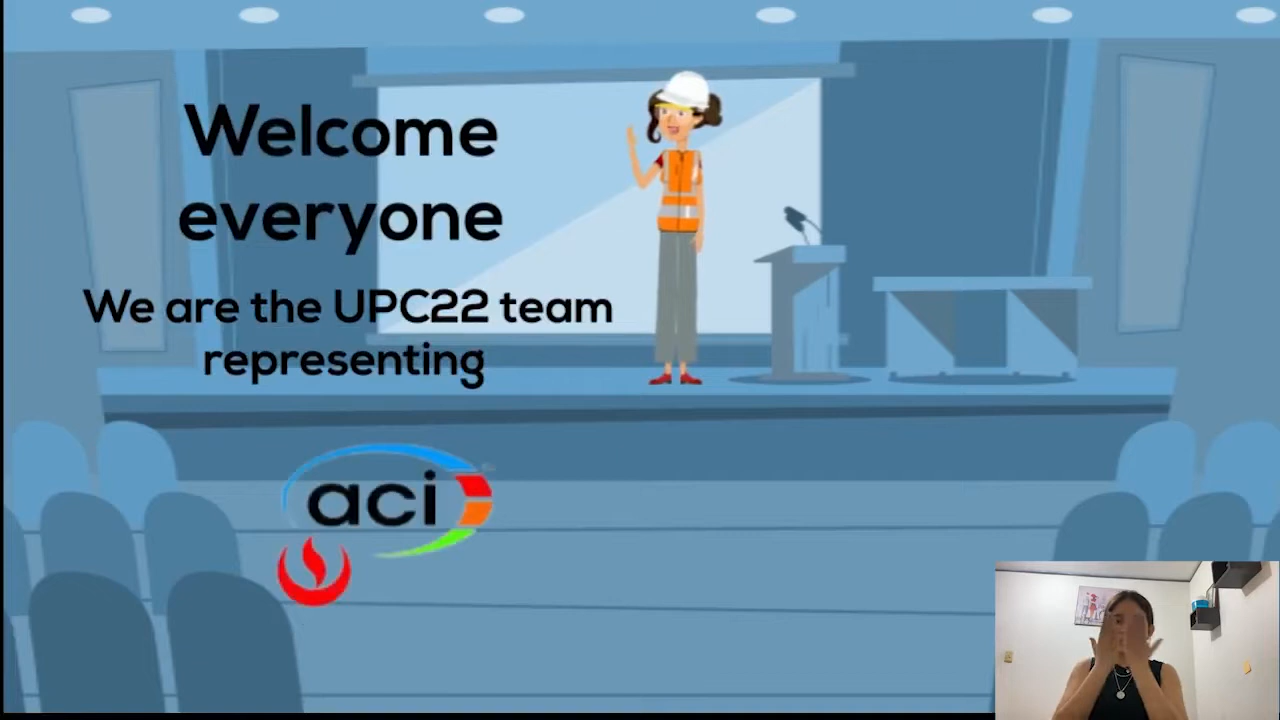 Welcome
everyone
We are the UPC22 team
representing
aci